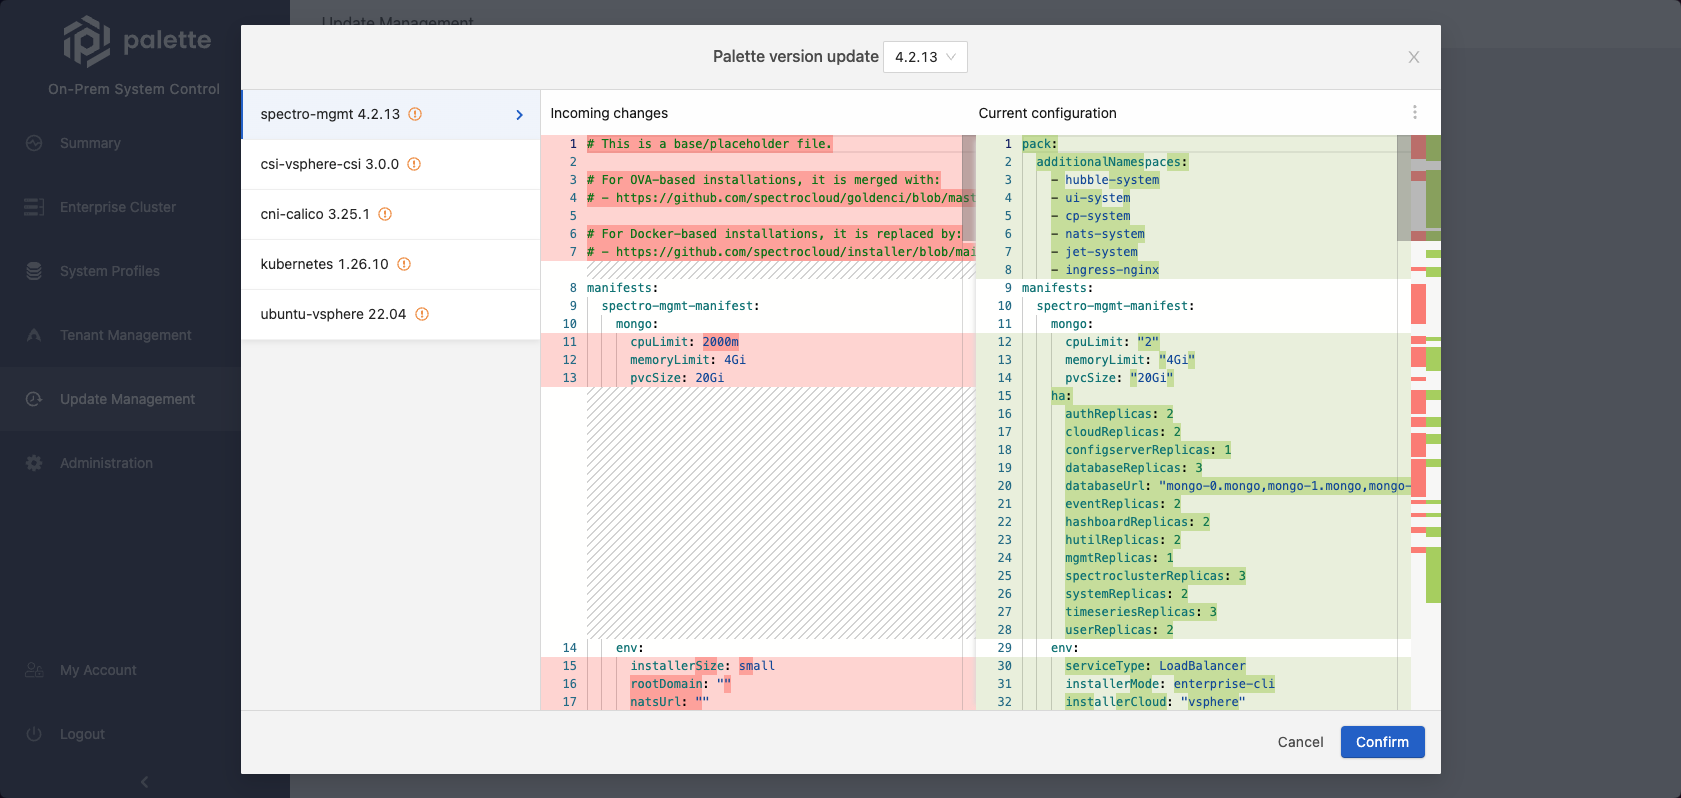 Update Management
palette
On-Prem System Control
Summary
Enterprise Cluster
System Profiles
Tenant Management
Update Management
Administration
My Account
Logout
Palette version update 4.2.13
spectro-mgmt 4.2.13
csi-vsphere-csi 3.0.0
cni-calico 3.25.1
kubernetes 1.26.10
ubuntu-vsphere 22.04
Incoming changes
1 # This is a base/placeholder file.
2
3 # For OVA-based installations, it is merged with:
4 # - https://github.com/spectrocloud/goldenci/blob/mast
5
6 # For Docker-based installations, it is replaced by:
7 # - https://github.com/spectrocloud/installer/blob/mai
8 manifests:
9 spectro-mgmt-manifest:
10 mongo:
11 cpuLimit: 2000m
12 memoryLimit: 4Gi
13 pvcSize: 20Gi
14 env:
15 installerSize: small
16 rootDomain: ""
17 natsUrl: ""
Current configuration
1 pack:
2 additionalNamespaces:
3 - hubble-system
4 - ui-system
5 - cp-system
6 - nats-system
7 - jet-system
8 - ingress-nginx
9 manifests:
10 spectro-mgmt-manifest:
11 mongo:
12 cpuLimit: "2"
13 memoryLimit: "4Gi"
14 pvcSize: "20Gi"
15 ha:
16 authReplicas: 2
17 cloudReplicas: 2
18 configserverReplicas: 1
19 databaseReplicas: 3
20 databaseUrl: "mongo-0.mongo,mongo-1.mongo,mongo-
21 eventReplicas: 2
22 hashboardReplicas: 2
23 hutilReplicas: 2
24 mgmtReplicas: 1
25 spectroclusterReplicas: 3
26 systemReplicas: 2
27 timeseriesReplicas: 3
28 userReplicas: 2
29 env:
30 serviceType: LoadBalancer
31 installerMode: enterprise-cli
32 installerCloud: "vsphere"
Cancel
Confirm